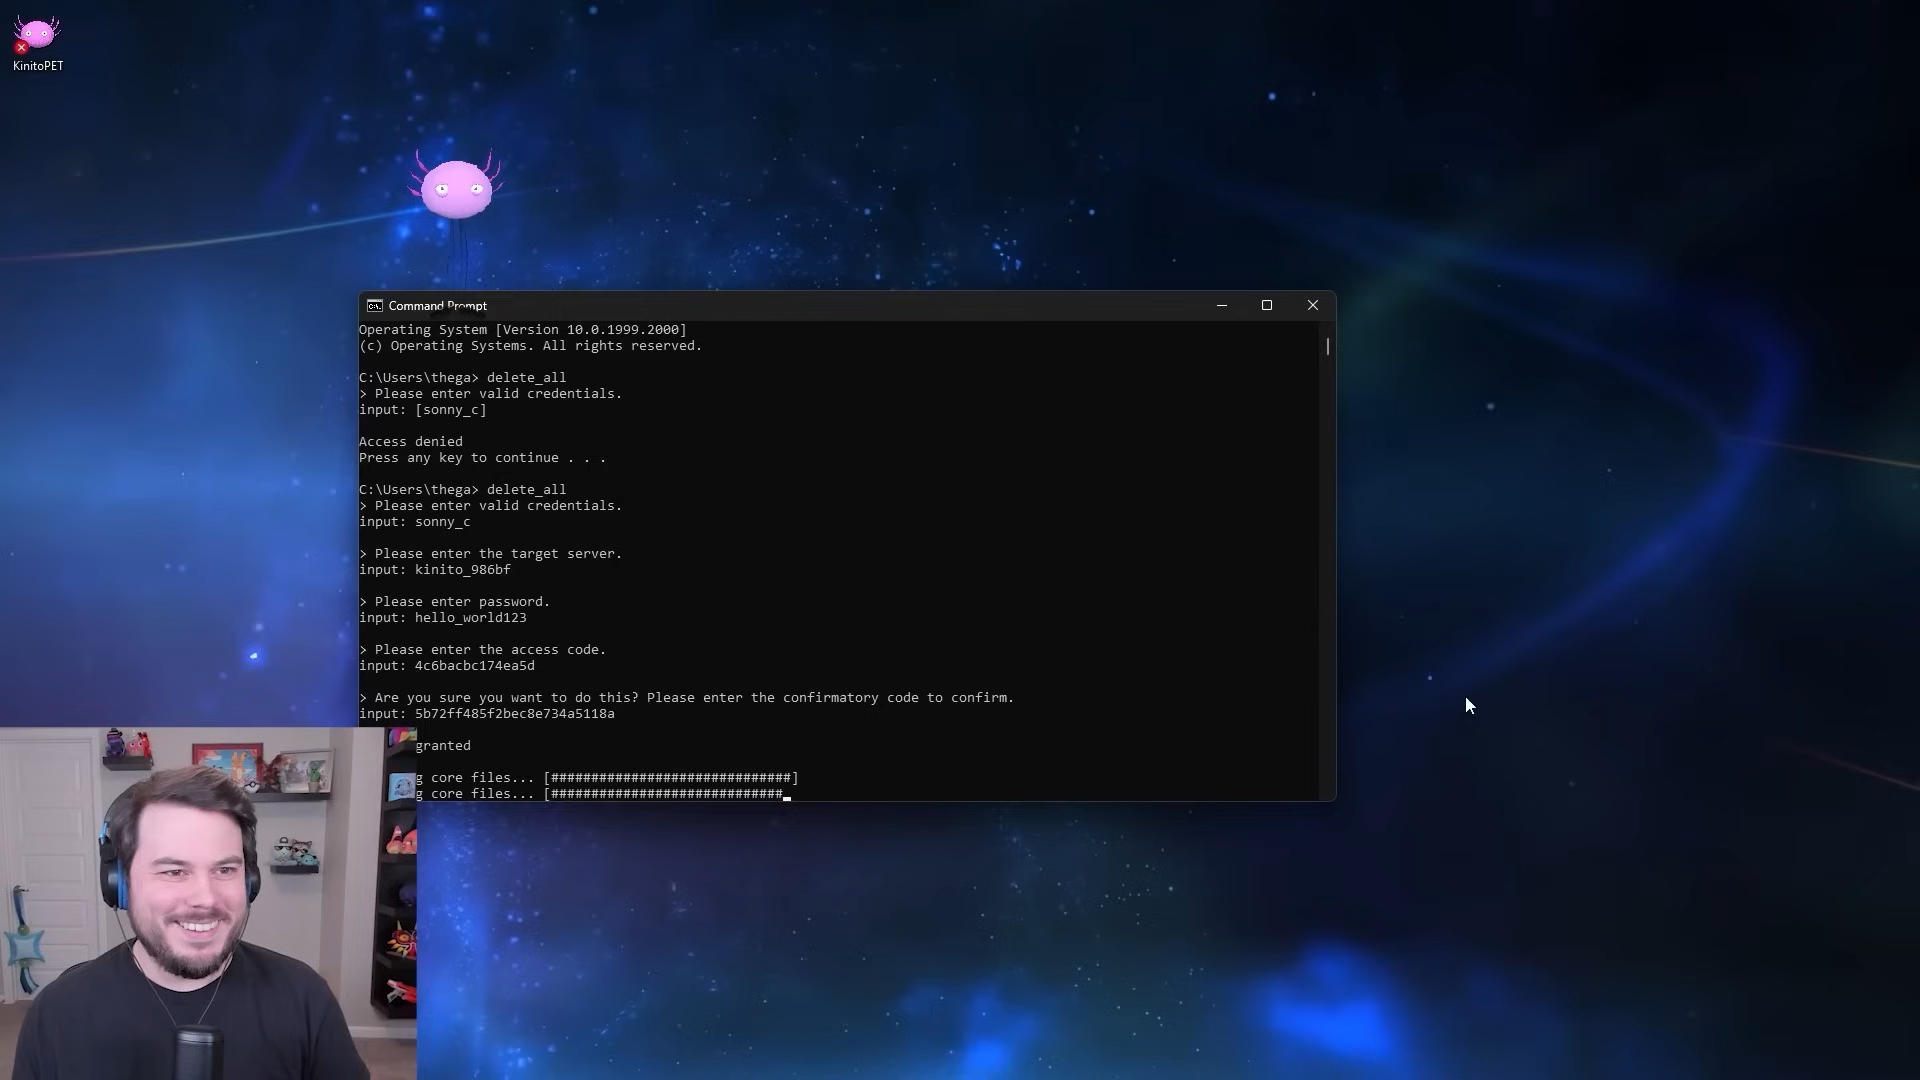 KinitoPET
Command Prompt
Operating System [Version 10.0.1999.2000]
(c) Operating Systems. All rights reserved.
C:\Users\thega> delete_all
> Please enter valid credentials.
input: [sonny_c]
Access denied
Press any key to continue . . .
C:\Users\thega> delete_all
> Please enter valid credentials.
input: sonny_c
> Please enter the target server.
input: kinito_986bf
> Please enter password.
input: hello_world123
> Please enter the access code.
input: 4c6bacbc174ea5d
> Are you sure you want to do this? Please enter the confirmatory code to confirm.
input: 5b72ff485f2bec8e734a5118a
granted
g core files... [##############################]
g core files... [#############################